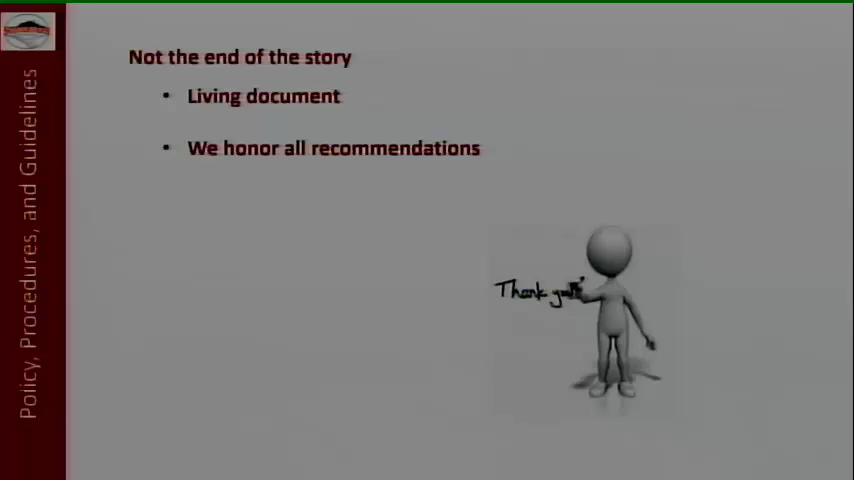 Policy, Procedures, and Guidelines
Not the end of the story
• Living document
• We honor all recommendations
Thank you